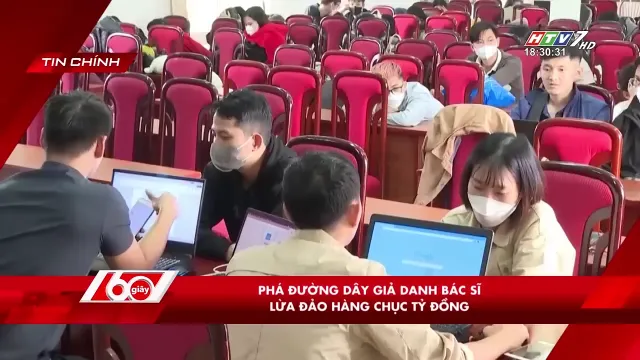 TIN CHÍNH
HTV7 HD
18:30:31
60 giây
PHÁ ĐƯỜNG DÂY GIẢ DANH BÁC SĨ
LỪA ĐẢO HÀNG CHỤC TỶ ĐỒNG